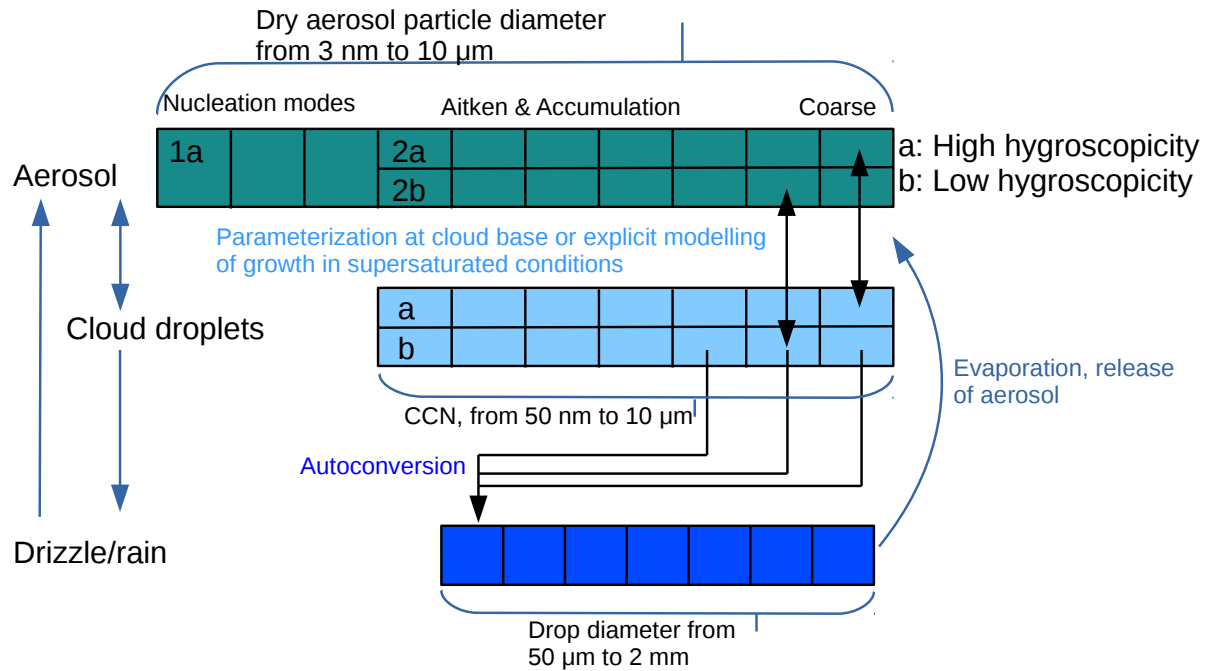 Dry aerosol particle diameter
from 3 nm to 10 µm
Nucleation modes
Aitken & Accumulation
Coarse
1a
2a
2b
a: High hygroscopicity
b: Low hygroscopicity
Aerosol
Parameterization at cloud base or explicit modelling
of growth in supersaturated conditions
a
b
Cloud droplets
Evaporation, release
of aerosol
CCN, from 50 nm to 10 µm
Autoconversion
Drizzle/rain
Drop diameter from
50 µm to 2 mm